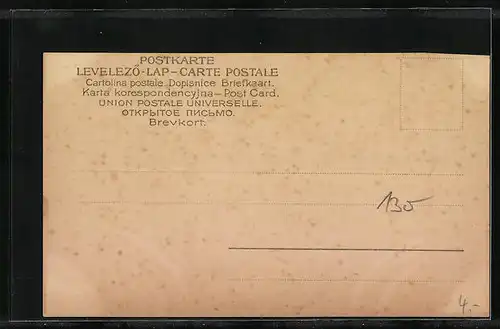 POSTKARTE
LEVELEZŐ-LAP – CARTE POSTALE
Cartolina postale. Dopisnice Briefkaart.
Karta korespondencyjna – Post Card.
UNION POSTALE UNIVERSELLE.
ОТКРЫТОЕ ПИСЬМО.
Brevkort.
130
4.-